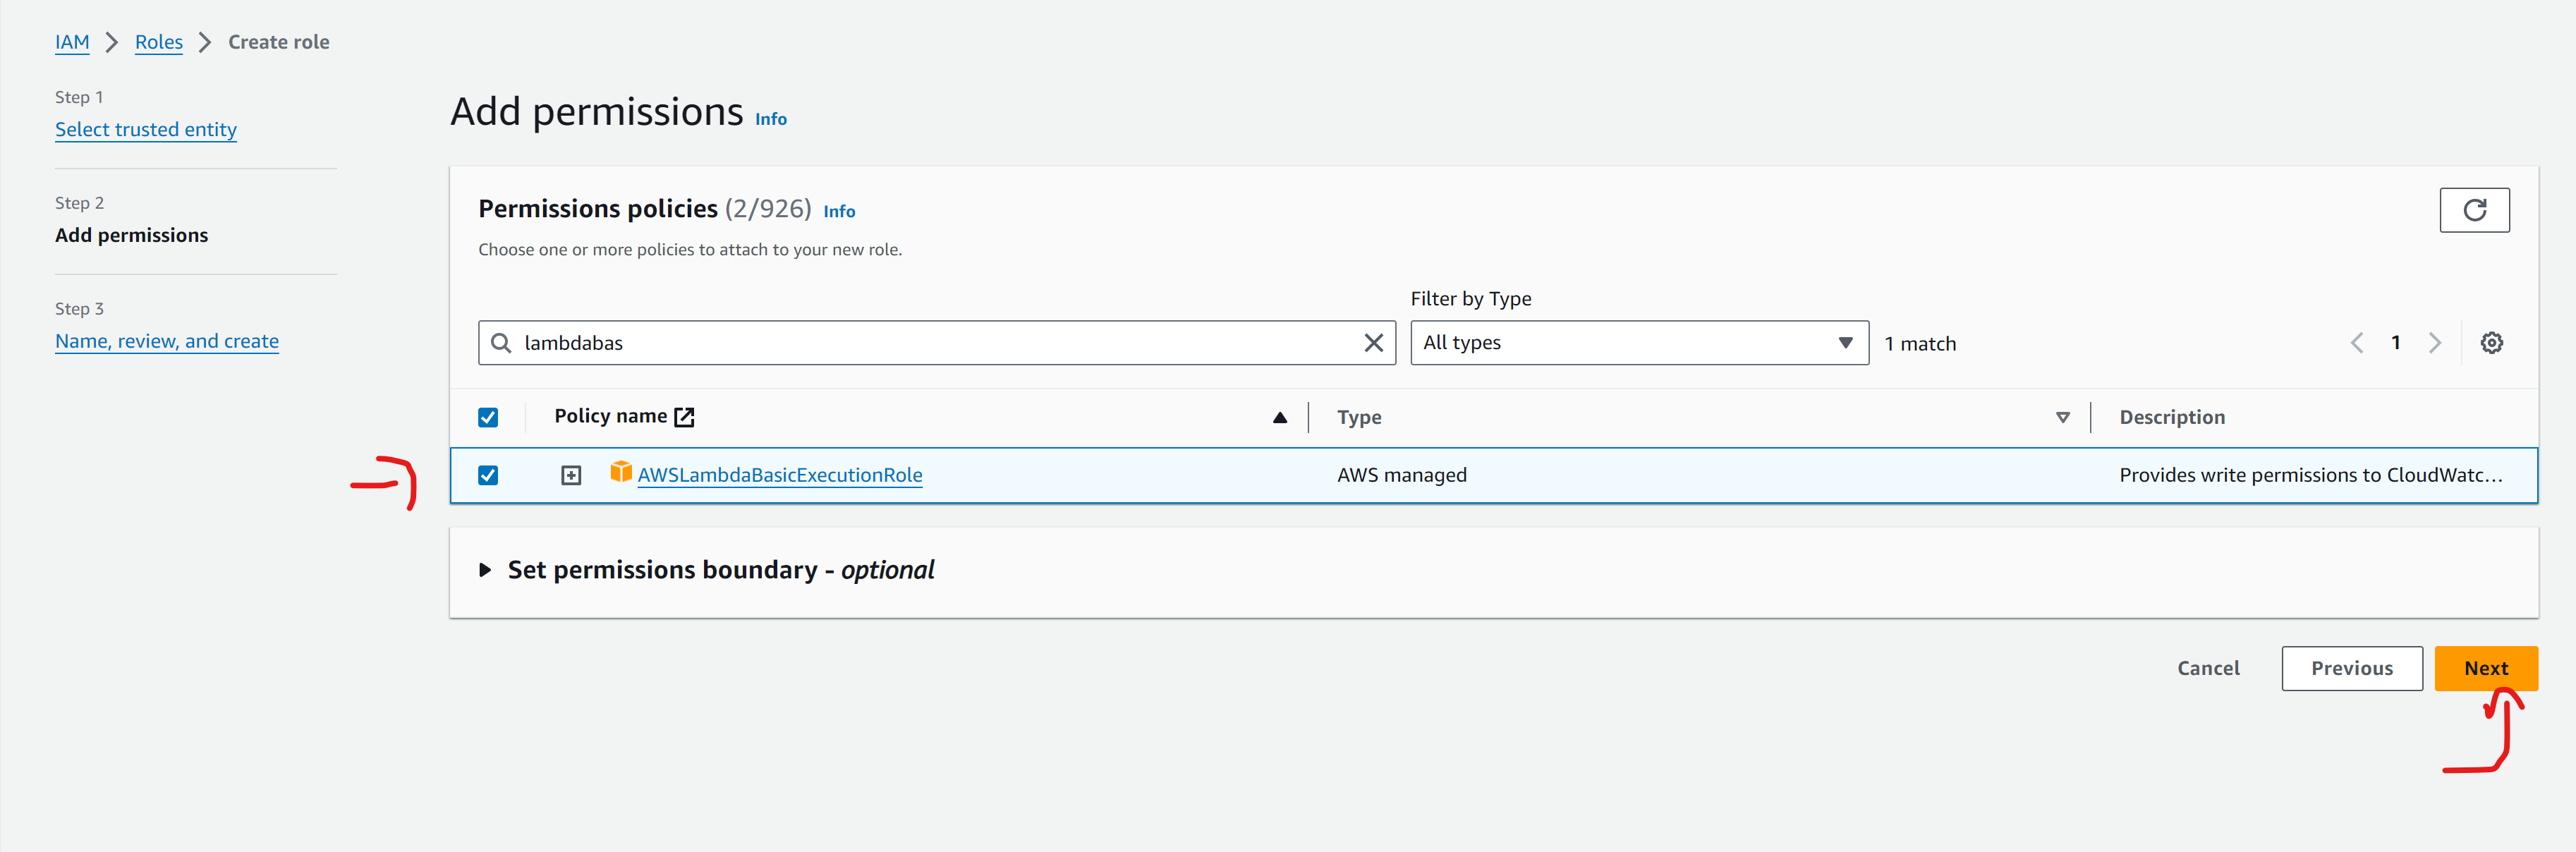 IAM > Roles > Create role
Step 1
Select trusted entity
Step 2
Add permissions
Step 3
Name, review, and create
Add permissions Info
Permissions policies (2/926) Info
Choose one or more policies to attach to your new role.
Filter by Type
lambdabas
All types
1 match
1
Policy name
Type
Description
AWSLambdaBasicExecutionRole
AWS managed
Provides write permissions to CloudWatc...
Set permissions boundary - optional
Cancel
Previous
Next